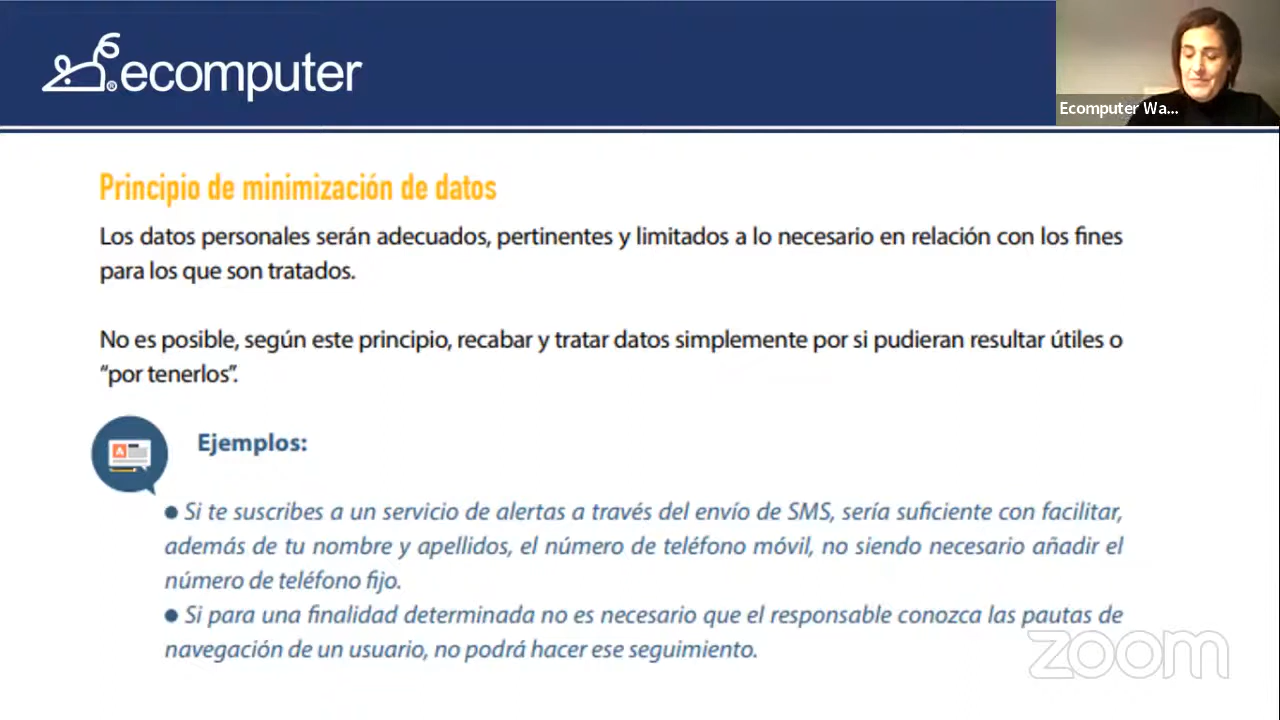 ecomputer
Ecomputer Wa...
Principio de minimización de datos
Los datos personales serán adecuados, pertinentes y limitados a lo necesario en relación con los fines
para los que son tratados.
No es posible, según este principio, recabar y tratar datos simplemente por si pudieran resultar útiles o
“por tenerlos”.
A
Ejemplos:
● Si te suscribes a un servicio de alertas a través del envío de SMS, sería suficiente con facilitar,
además de tu nombre y apellidos, el número de teléfono móvil, no siendo necesario añadir el
número de teléfono fijo.
● Si para una finalidad determinada no es necesario que el responsable conozca las pautas de
navegación de un usuario, no podrá hacer ese seguimiento.
zoom